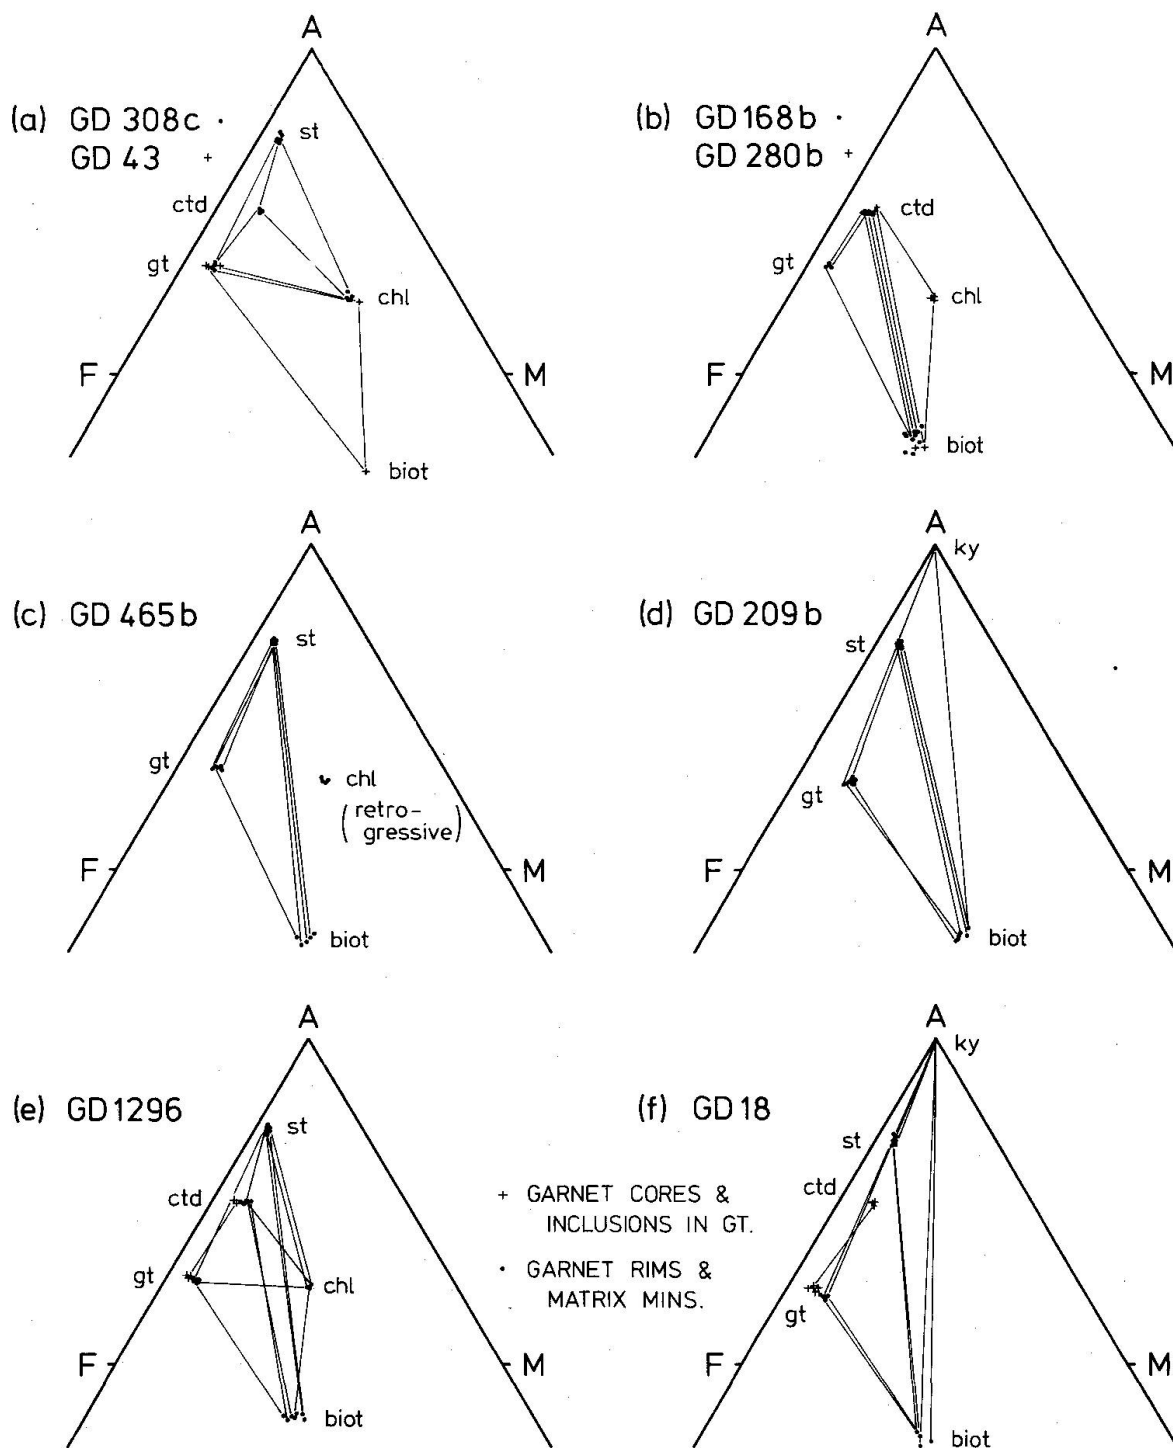 A
(a) GD 308c ·
GD 43 +
st
ctd
gt
chl
F
M
biot
A
(b) GD 168b ·
GD 280b +
ctd
gt
chl
F
M
biot
A
(c) GD 465b
st
gt
chl
(retro-
gressive)
F
M
biot
A
ky
(d) GD 209b
st
gt
F
M
biot
A
(e) GD 1296
st
ctd
gt
chl
F
M
biot
A
ky
(f) GD 18
st
ctd
gt
F
M
biot
+ GARNET CORES &
INCLUSIONS IN GT.
· GARNET RIMS &
MATRIX MINS.